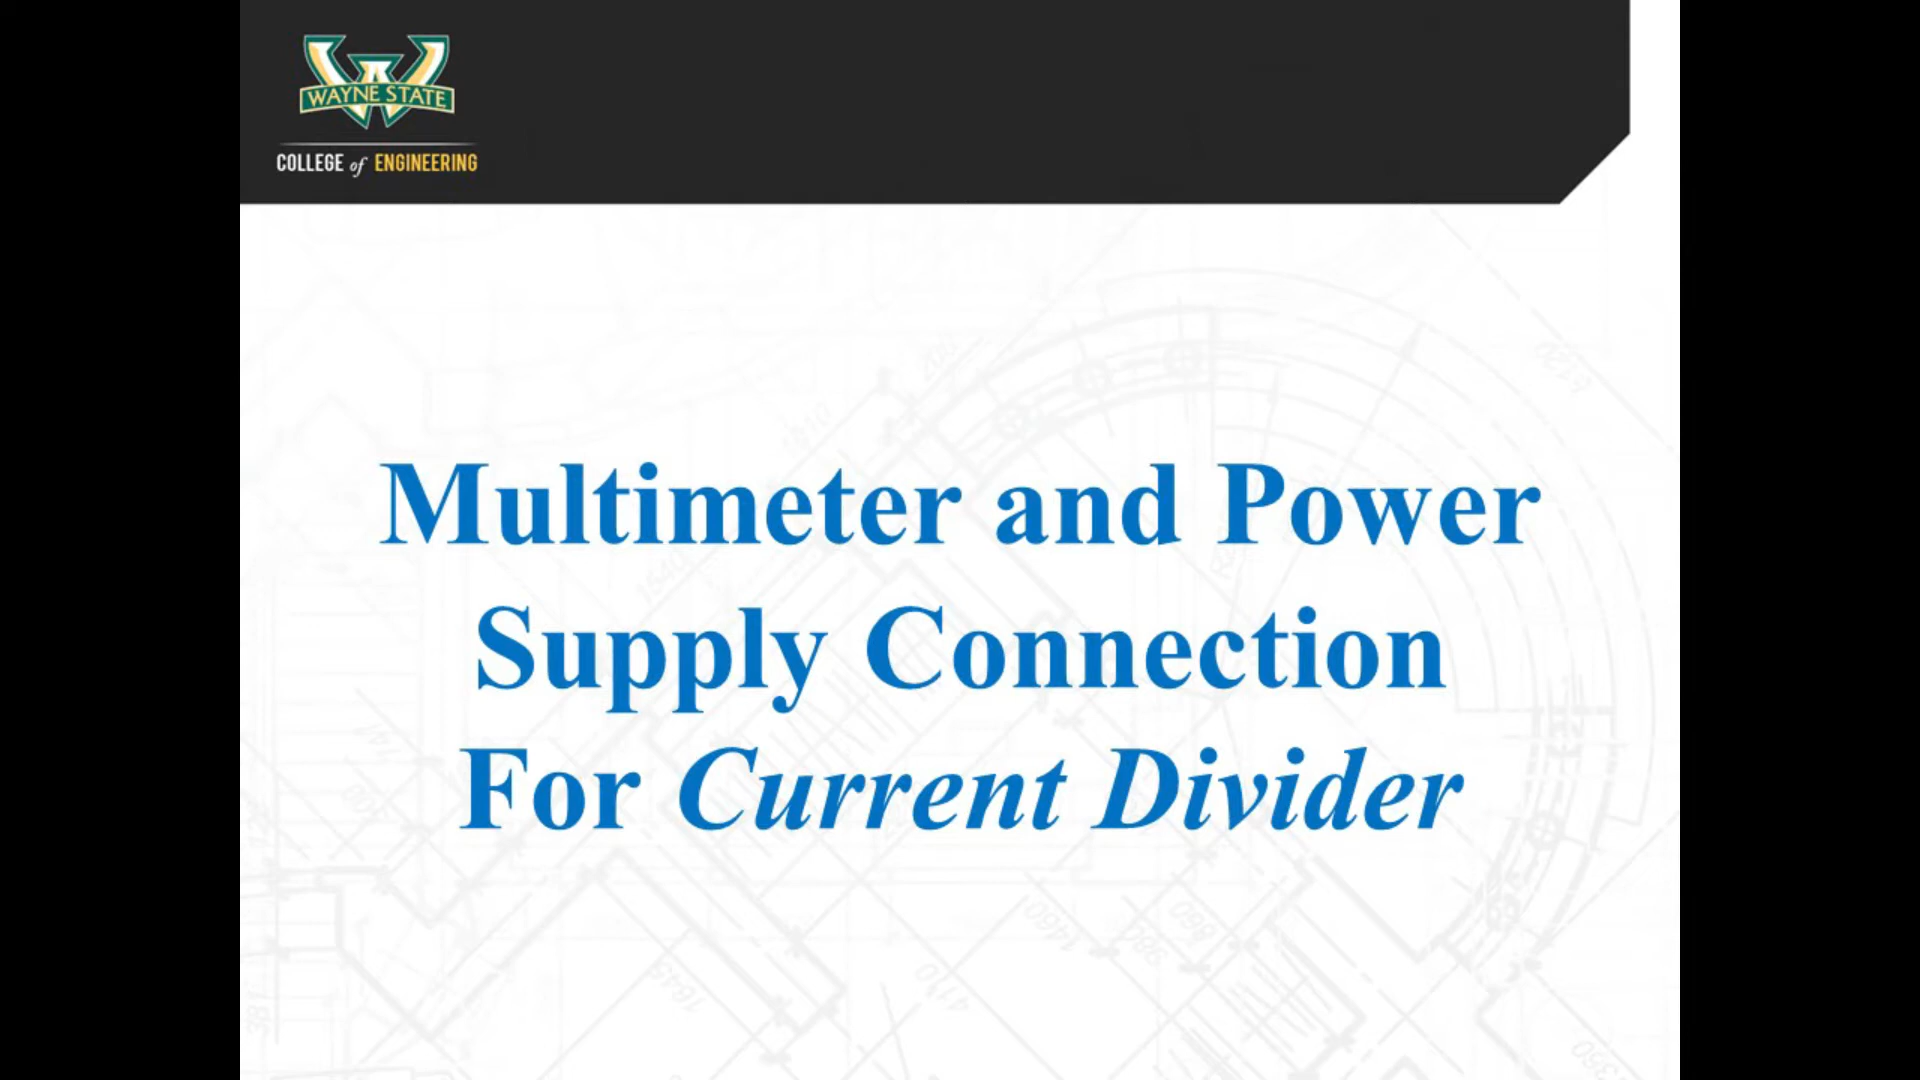 WAYNE STATE
COLLEGE of ENGINEERING
Multimeter and Power
Supply Connection
For Current Divider